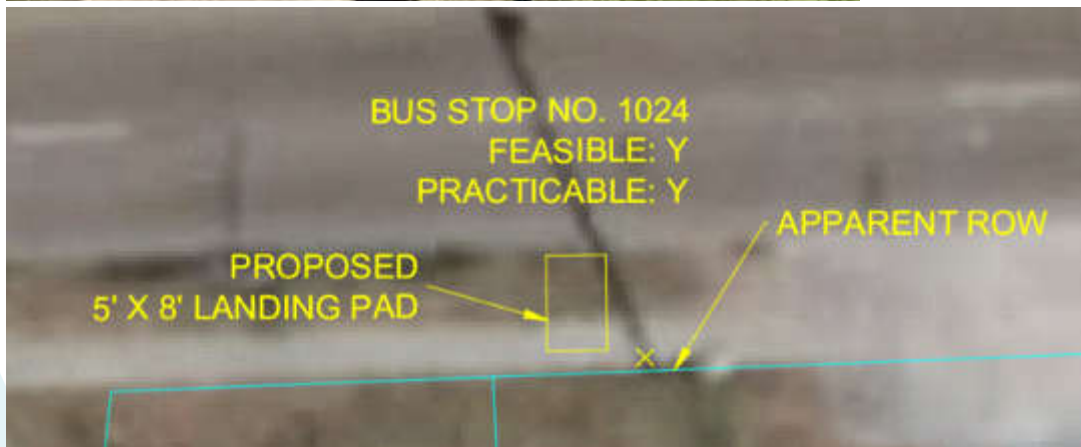 BUS STOP NO. 1024
FEASIBLE: Y
PRACTICABLE: Y
APPARENT ROW
PROPOSED
5' X 8' LANDING PAD